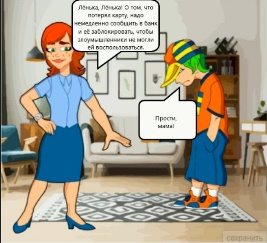 Лёнька, Лёнька! О том, что
потерял карту, надо
немедленно сообщить в банк
и её заблокировать, чтобы
злоумышленники не могли
ей воспользоваться.
Прости,
мама!
сохранить